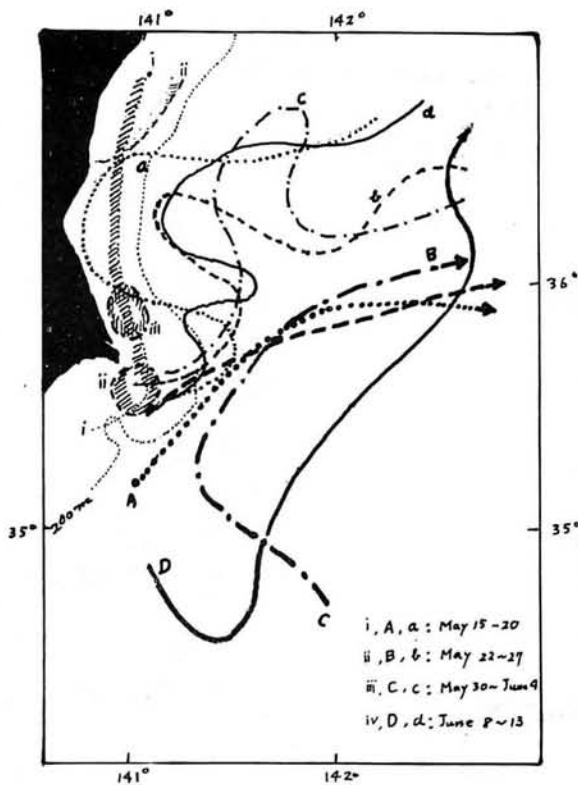 141° 142°
i ii
c
d
a
b
B
36°
iii
ii
i
A
200m
35° 35°
D
C
i, A, a : May 15-20
ii, B, b : May 22~27
iii, C, c : May 30~June 4
iv, D, d : June 8~13
141° 142°